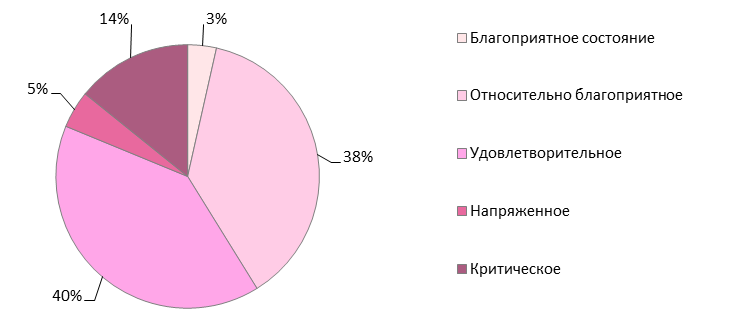 14%
3%
5%
38%
40%
Благоприятное состояние
Относительно благоприятное
Удовлетворительное
Напряженное
Критическое